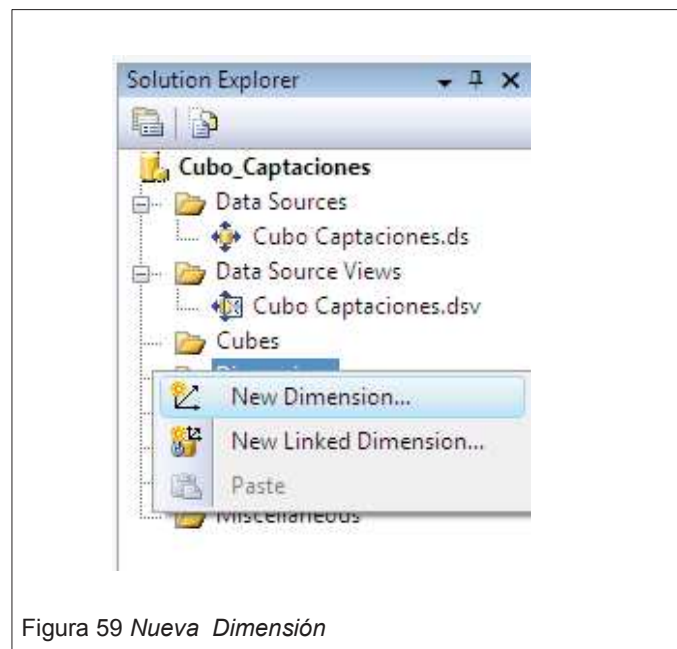 Solution Explorer
Cubo_Captaciones
Data Sources
Cubo Captaciones.ds
Data Source Views
Cubo Captaciones.dsv
Cubes
New Dimension...
New Linked Dimension...
Paste
Miscellaneous
Figura 59 Nueva Dimensión